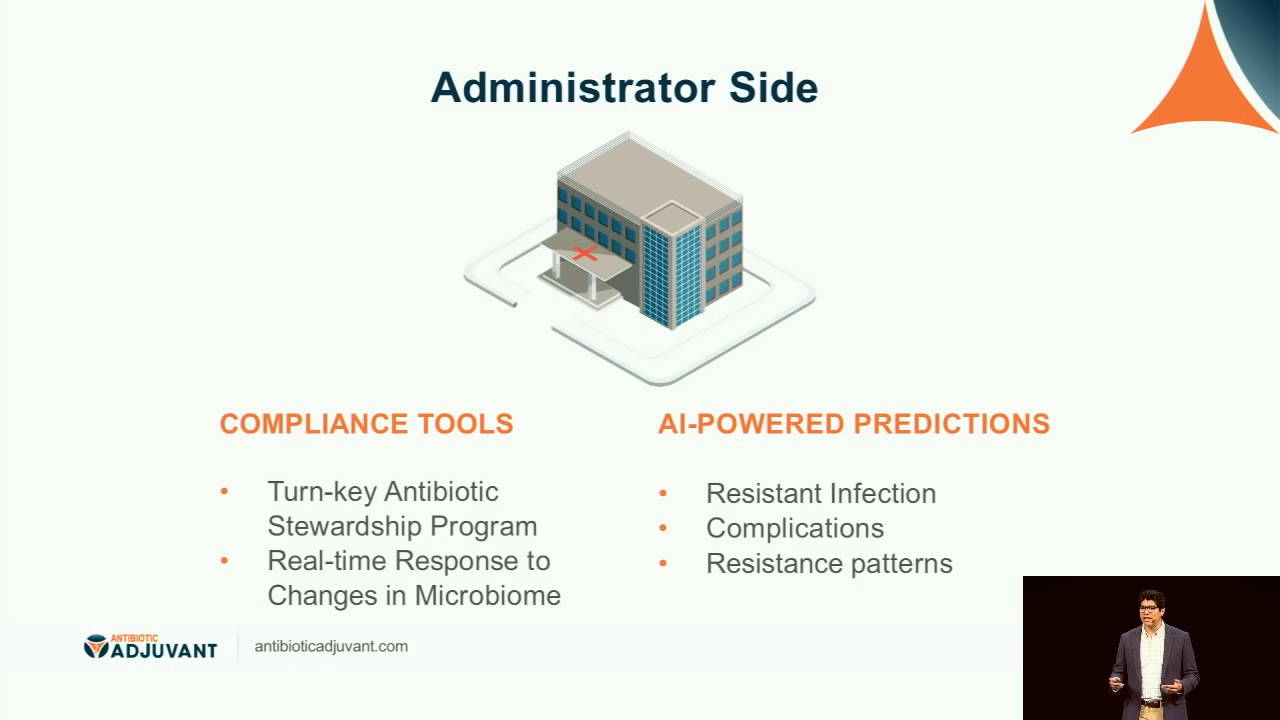 Administrator Side
COMPLIANCE TOOLS
• Turn-key Antibiotic
Stewardship Program
• Real-time Response to
Changes in Microbiome
AI-POWERED PREDICTIONS
• Resistant Infection
• Complications
• Resistance patterns
ANTIBIOTIC
ADJUVANT
antibioticadjuvant.com